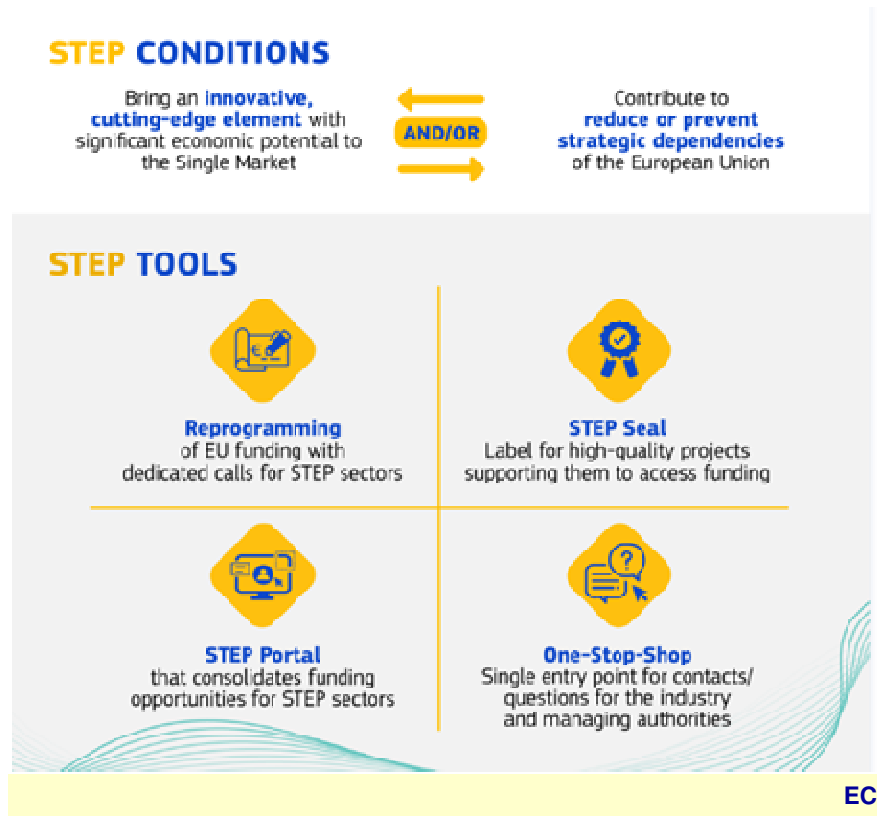 STEP CONDITIONS
Bring an innovative,
cutting-edge element with
significant economic potential to
the Single Market
AND/OR
Contribute to
reduce or prevent
strategic dependencies
of the European Union
STEP TOOLS
€
Reprogramming
of EU funding with
dedicated calls for STEP sectors
STEP Seal
Label for high-quality projects
supporting them to access funding
STEP Portal
that consolidates funding
opportunities for STEP sectors
?
One-Stop-Shop
Single entry point for contacts/
questions for the industry
and managing authorities
EC